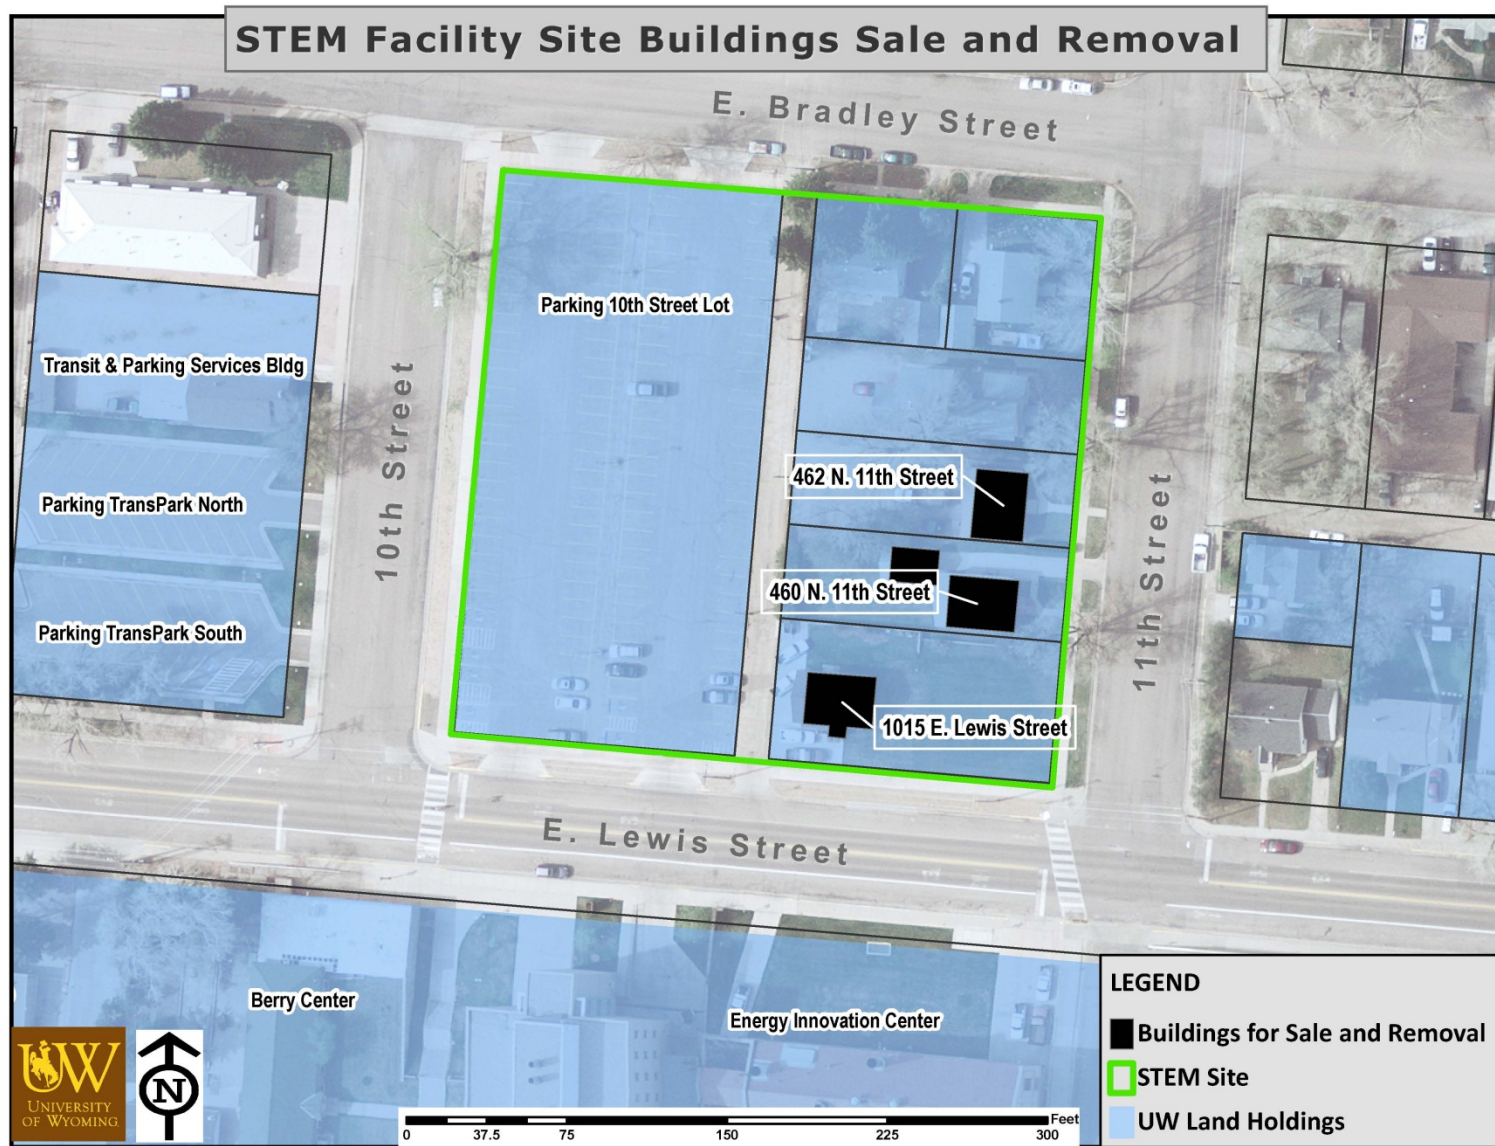 STEM Facility Site Buildings Sale and Removal
E. Bradley Street
Parking 10th Street Lot
Transit & Parking Services Bldg
10th Street
462 N. 11th Street
11th Street
Parking TransPark North
460 N. 11th Street
Parking TransPark South
1015 E. Lewis Street
E. Lewis Street
Berry Center
Energy Innovation Center
LEGEND
Buildings for Sale and Removal
STEM Site
UW Land Holdings
UW
UNIVERSITY
OF WYOMING
N
Feet
0 37.5 75 150 225 300